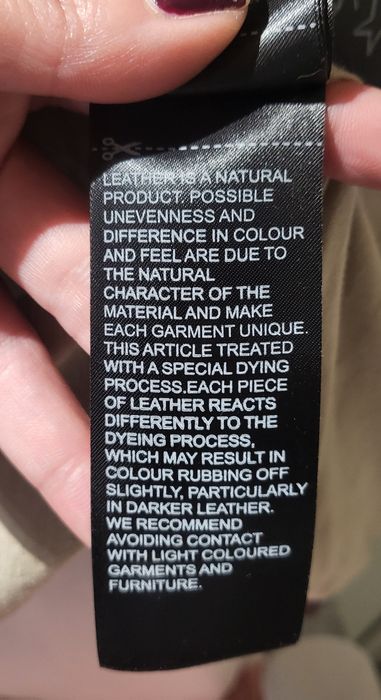 LEATHER IS A NATURAL
PRODUCT. POSSIBLE
UNEVENNESS AND
DIFFERENCE IN COLOUR
AND FEEL ARE DUE TO
THE NATURAL
CHARACTER OF THE
MATERIAL AND MAKE
EACH GARMENT UNIQUE.
THIS ARTICLE TREATED
WITH A SPECIAL DYING
PROCESS.EACH PIECE
OF LEATHER REACTS
DIFFERENTLY TO THE
DYEING PROCESS,
WHICH MAY RESULT IN
COLOUR RUBBING OFF
SLIGHTLY, PARTICULARLY
IN DARKER LEATHER.
WE RECOMMEND
AVOIDING CONTACT
WITH LIGHT COLOURED
GARMENTS AND
FURNITURE.